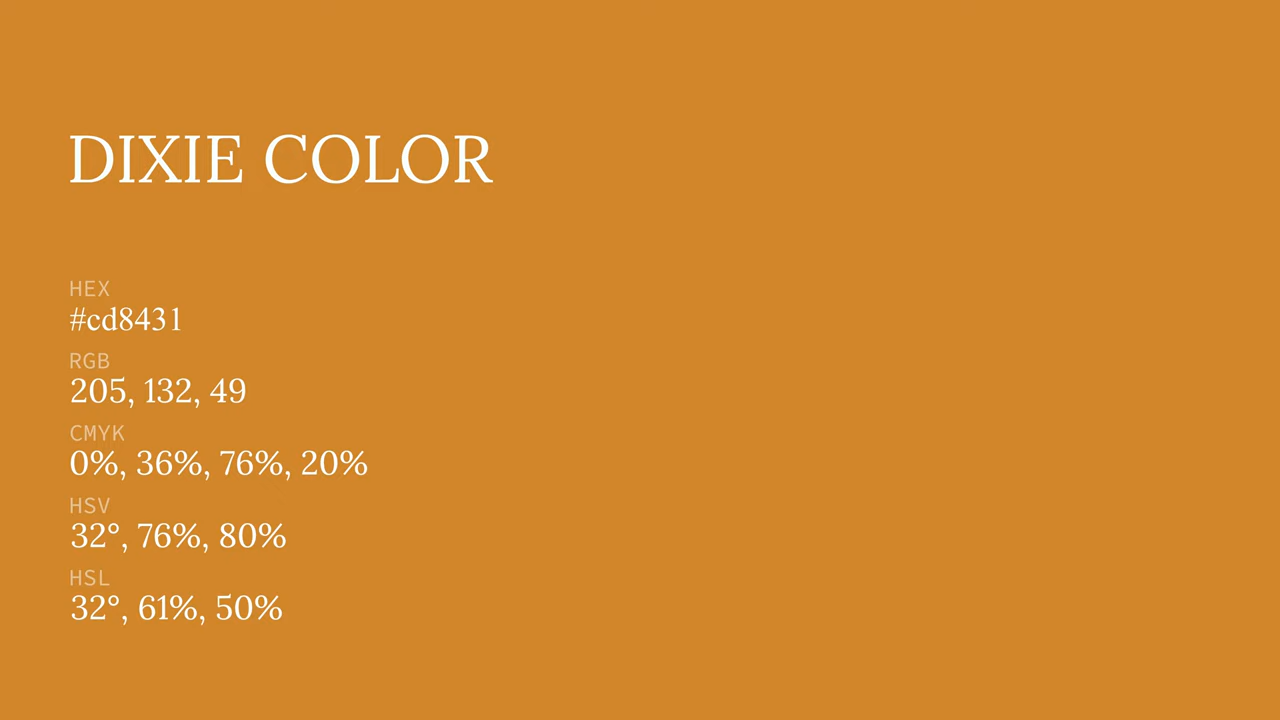 DIXIE COLOR
HEX
#cd8431
RGB
205, 132, 49
CMYK
0%, 36%, 76%, 20%
HSV
32°, 76%, 80%
HSL
32°, 61%, 50%